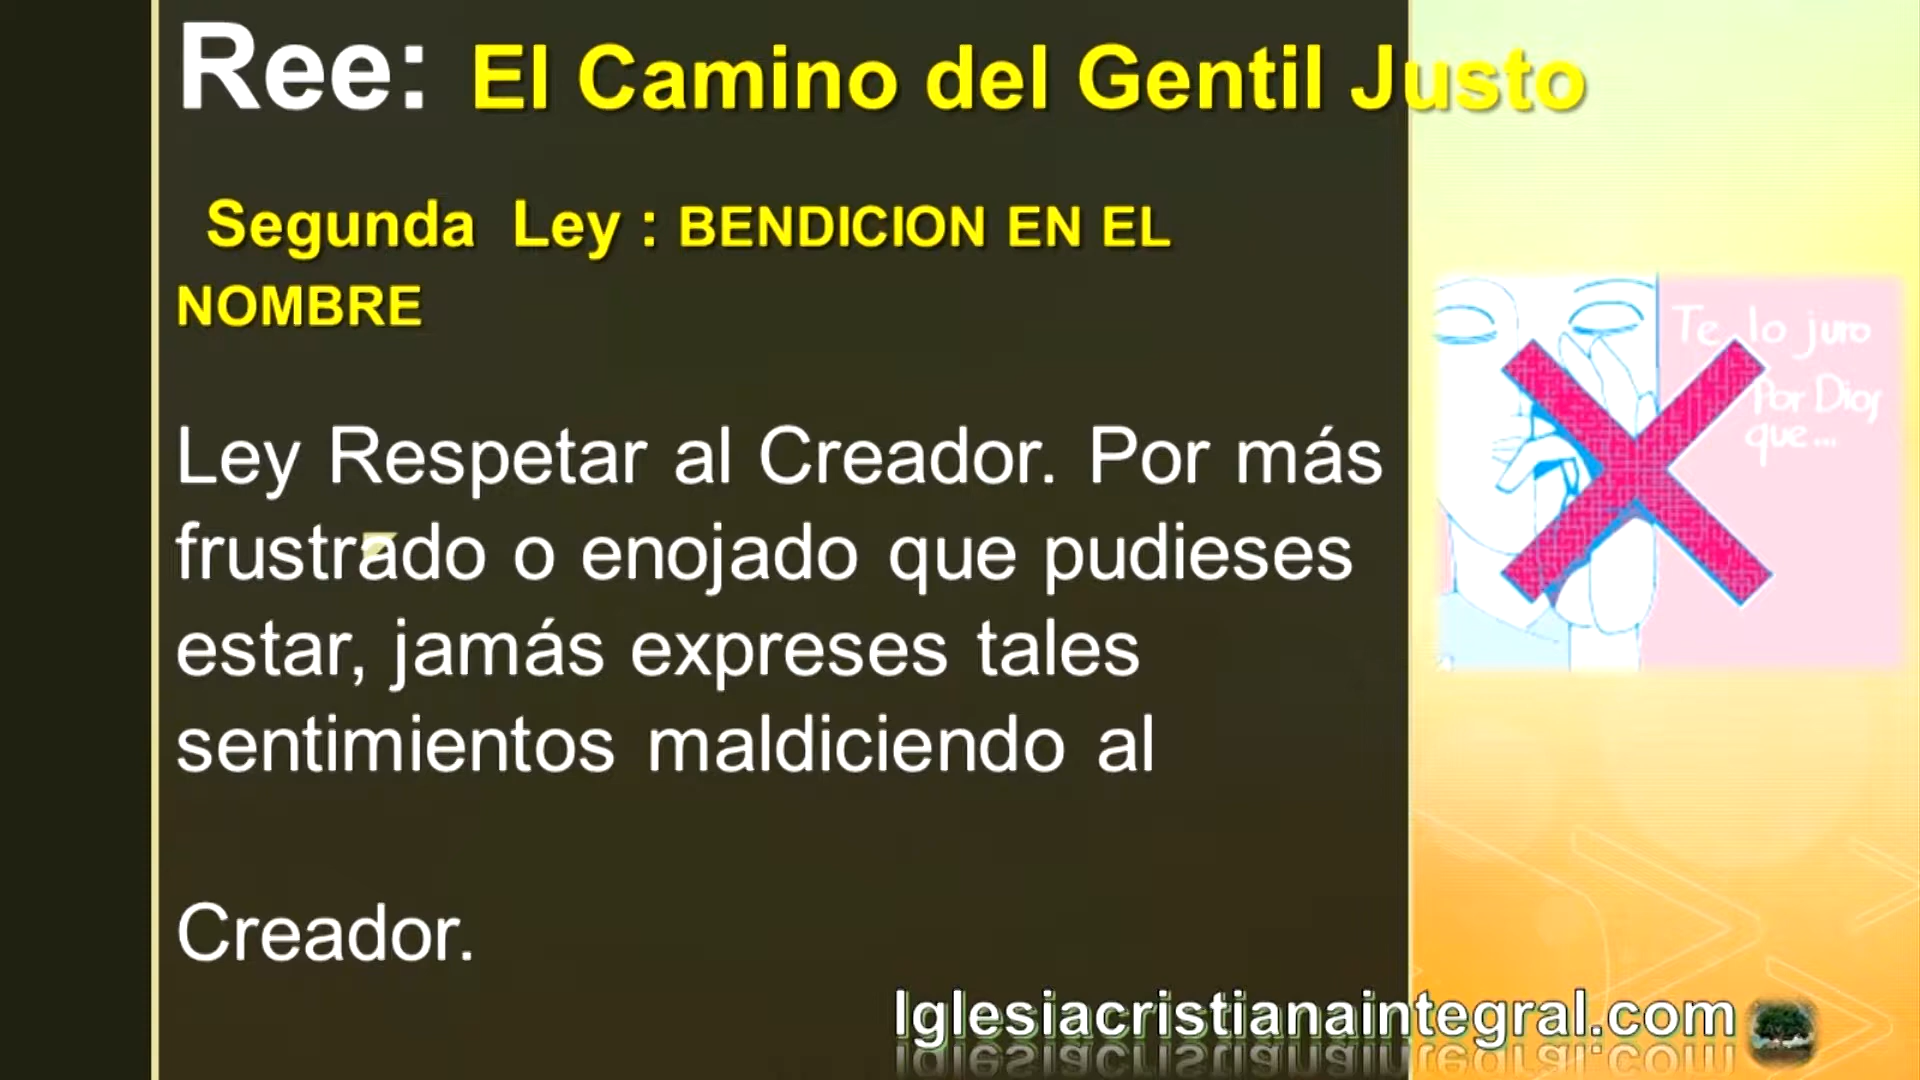 Ree: El Camino del Gentil Justo
Segunda Ley : BENDICION EN EL
NOMBRE
Ley Respetar al Creador. Por más
frustrado o enojado que pudieses
estar, jamás expreses tales
sentimientos maldiciendo al
Creador.
Te lo juro
Por Dios
que...
Iglesiacristianaintegral.com